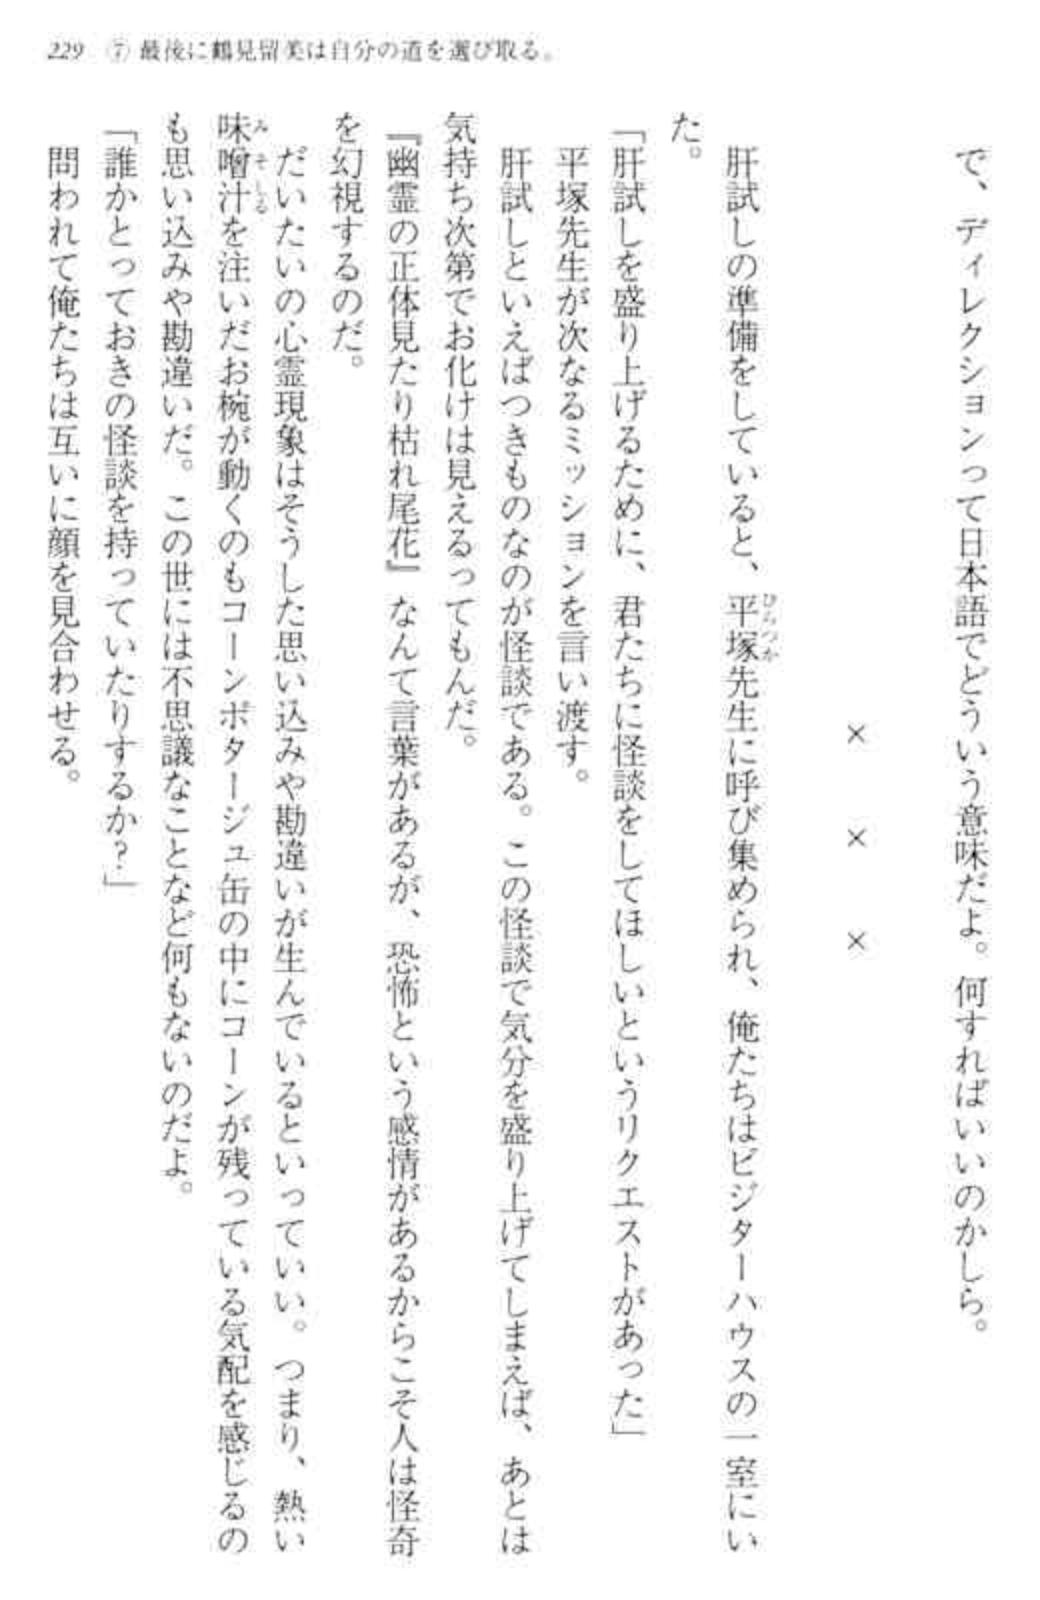 229 ⑦ 最後に鶴見留美は自分の道を選び取る。
で、ディレクションって日本語でどういう意味だよ。何すればいいのかしら。
× × ×
肝試しの準備をしていると、平塚先生に呼び集められ、俺たちはビジターハウスの一室にい
ひらつか
た。
「肝試しを盛り上げるために、君たちに怪談をしてほしいというリクエストがあった」
平塚先生が次なるミッションを言い渡す。
肝試しといえばつきものなのが怪談である。この怪談で気分を盛り上げてしまえば、あとは
気持ち次第でお化けは見えるってもんだ。
『幽霊の正体見たり枯れ尾花』なんて言葉があるが、恐怖という感情があるからこそ人は怪奇
を幻視するのだ。
だいたいの心霊現象はそうした思い込みや勘違いが生んでいるといっていい。つまり、熱い
味噌汁を注いだお椀が動くのもコーンポタージュ缶の中にコーンが残っている気配を感じるの
みそしる
も思い込みや勘違いだ。この世には不思議なことなど何もないのだよ。
「誰かとっておきの怪談を持っていたりするか？」
問われて俺たちは互いに顔を見合わせる。